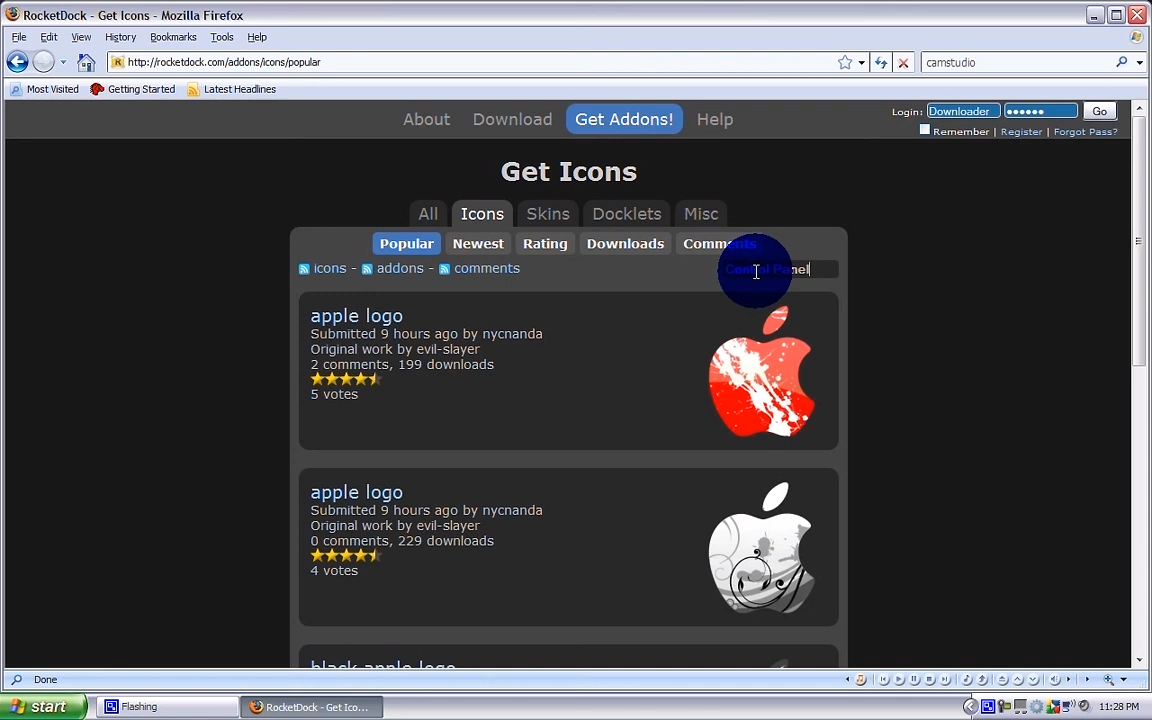 RocketDock - Get Icons - Mozilla Firefox
File Edit View History Bookmarks Tools Help
http://rocketdock.com/addons/icons/popular
camstudio
Most Visited Getting Started Latest Headlines
About Download Get Addons! Help
Login: Downloader •••••• Go
Remember | Register | Forgot Pass?
Get Icons
All Icons Skins Docklets Misc
Popular Newest Rating Downloads Comments
icons - addons - comments
Control Panel
apple logo
Submitted 9 hours ago by nycnanda
Original work by evil-slayer
2 comments, 199 downloads
5 votes
apple logo
Submitted 9 hours ago by nycnanda
Original work by evil-slayer
0 comments, 229 downloads
4 votes
black apple logo
Done
start Flashing RocketDock - Get Ico... 11:28 PM